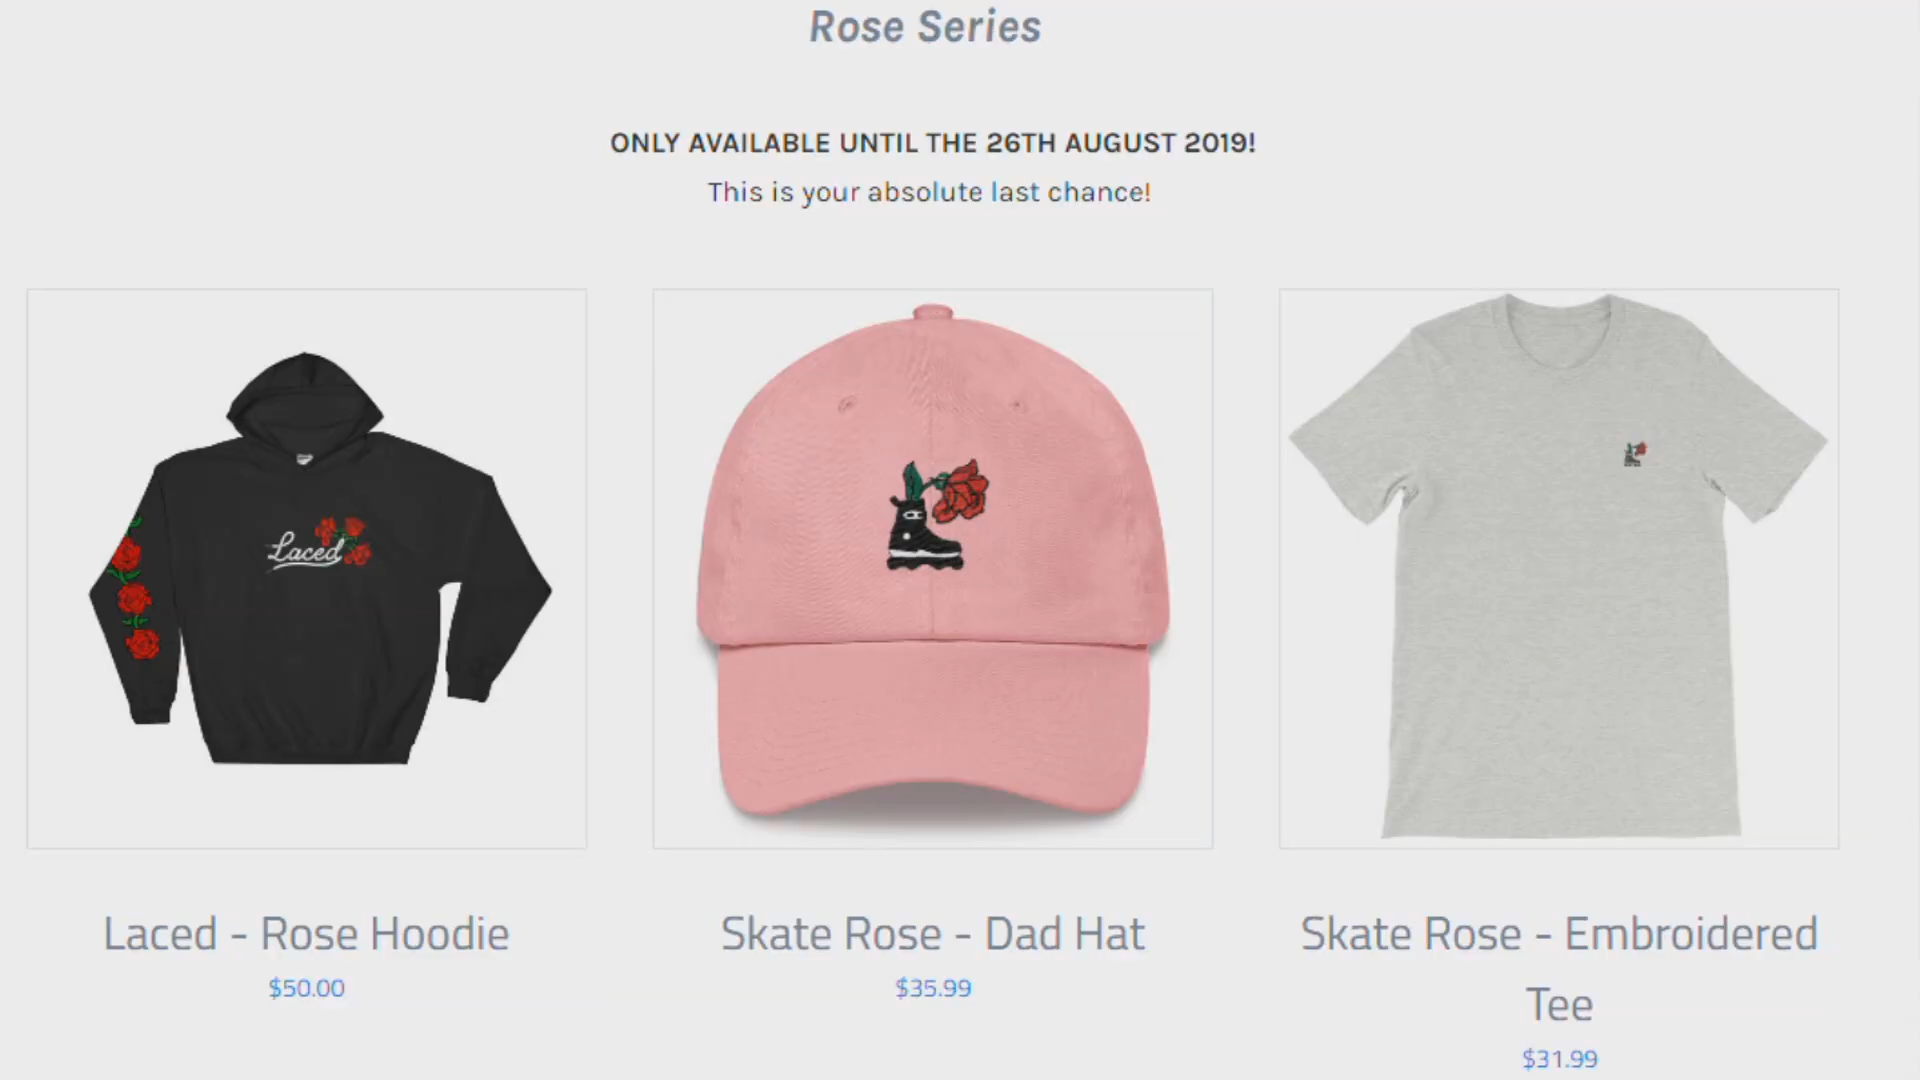 Rose Series
ONLY AVAILABLE UNTIL THE 26TH AUGUST 2019!
This is your absolute last chance!
Laced
Laced - Rose Hoodie
$50.00
Skate Rose - Dad Hat
$35.99
Skate Rose - Embroidered
Tee
$31.99